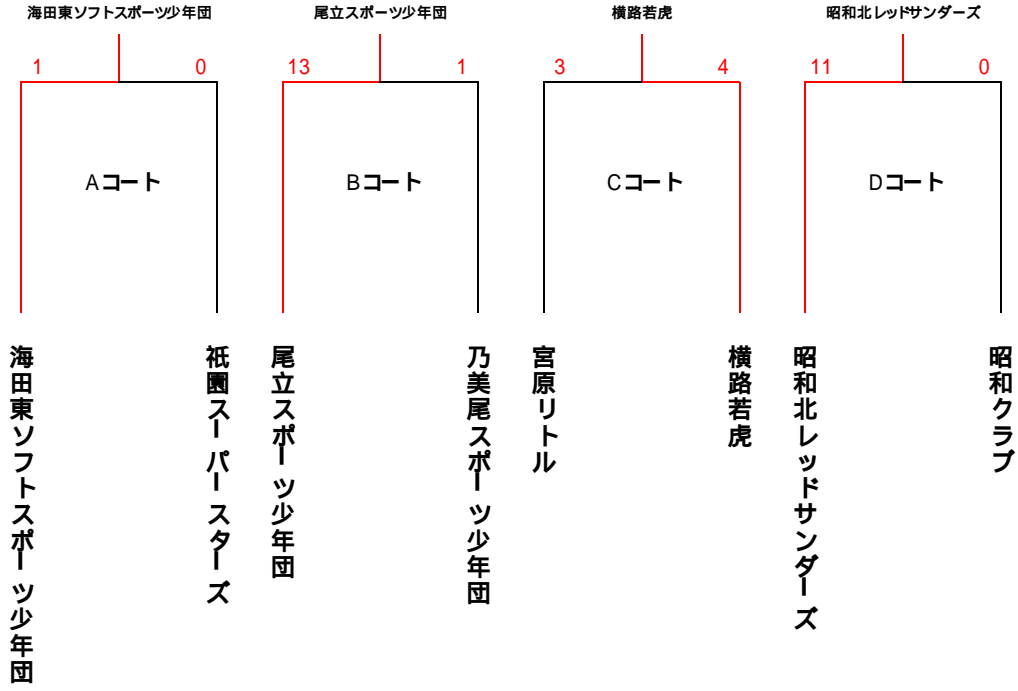 海田東ソフトスポーツ少年団
尾立スポーツ少年団
横路若虎
昭和北レッドサンダーズ
1
0
13
1
3
4
11
0
Aコート
Bコート
Cコート
Dコート
海田東ソフトスポーツ少年団
祇園スーパースターズ
尾立スポーツ少年団
乃美尾スポーツ少年団
宮原リトル
横路若虎
昭和北レッドサンダーズ
昭和クラブ